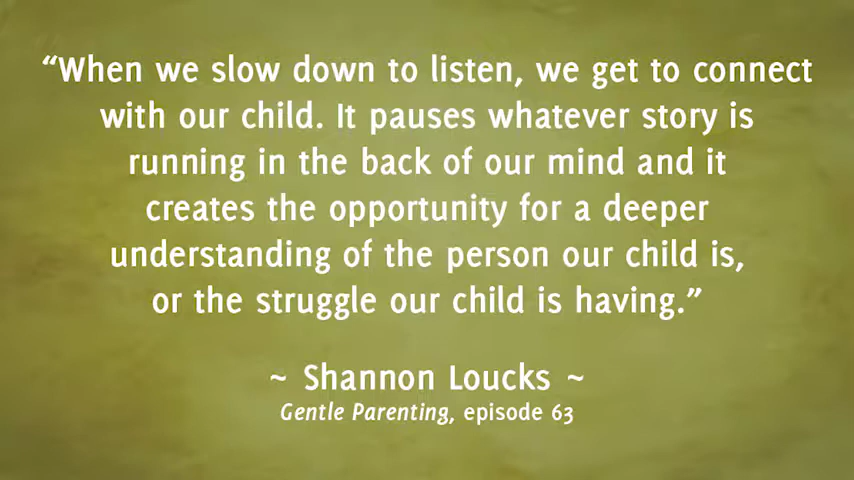 “When we slow down to listen, we get to connect
with our child. It pauses whatever story is
running in the back of our mind and it
creates the opportunity for a deeper
understanding of the person our child is,
or the struggle our child is having.”
~ Shannon Loucks ~
Gentle Parenting, episode 63